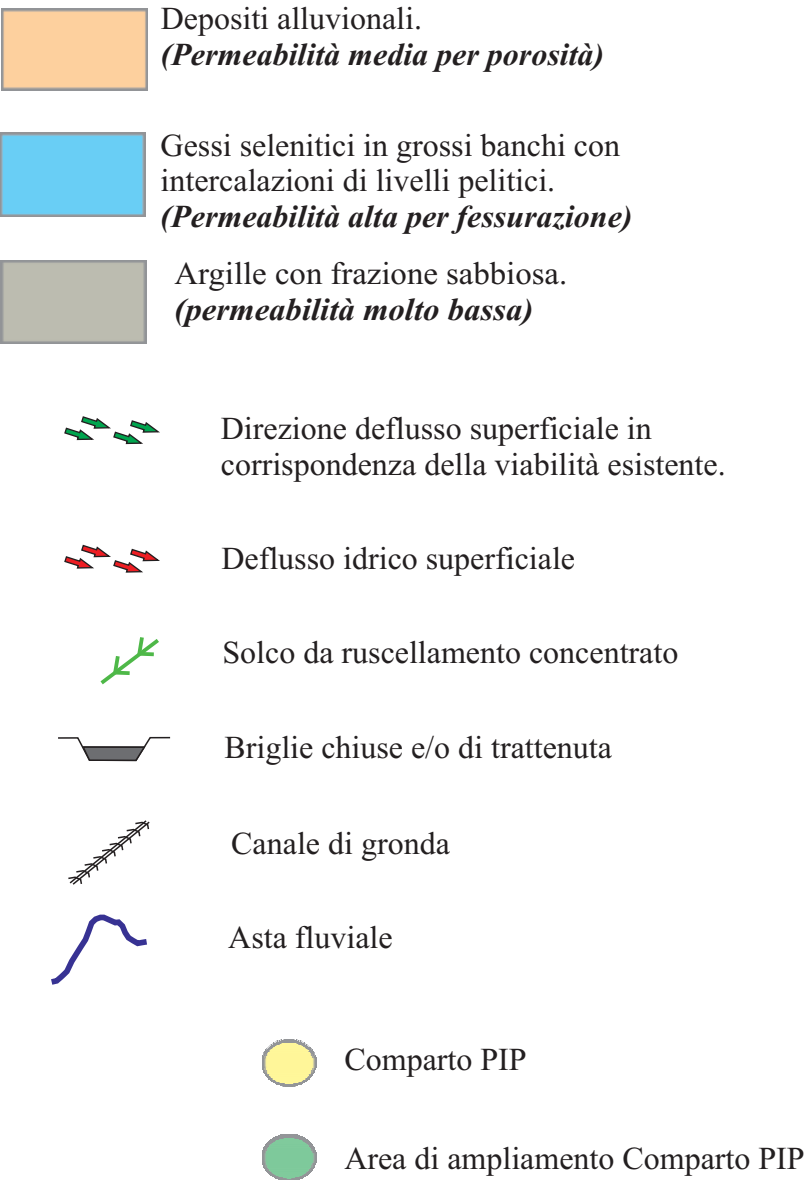 Depositi alluvionali.
(Permeabilità media per porosità)
Gessi selenitici in grossi banchi con
intercalazioni di livelli pelitici.
(Permeabilità alta per fessurazione)
Argille con frazione sabbiosa.
(permeabilità molto bassa)
Direzione deflusso superficiale in
corrispondenza della viabilità esistente.
Deflusso idrico superficiale
Solco da ruscellamento concentrato
Briglie chiuse e/o di trattenuta
Canale di gronda
Asta fluviale
Comparto PIP
Area di ampliamento Comparto PIP